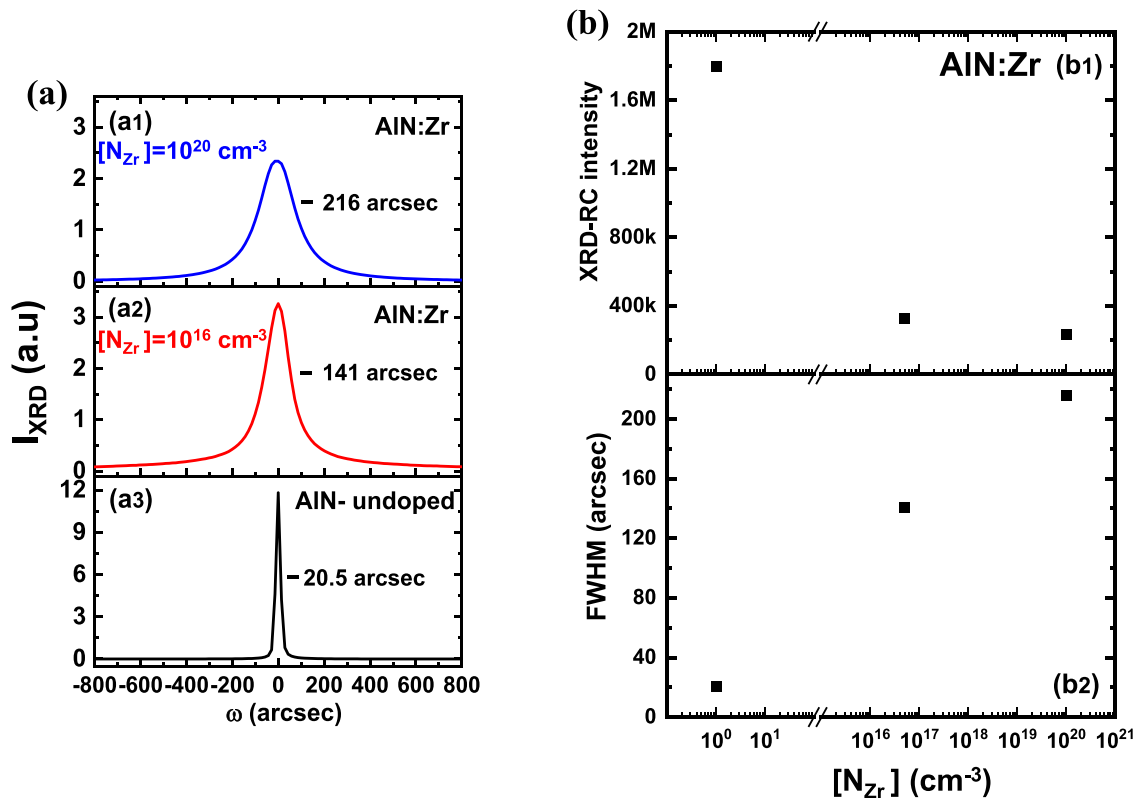 (a)
(a1)
AlN:Zr
[N_Zr]=10^20 cm^-3
216 arcsec
3
2
1
0
(a2)
AlN:Zr
[N_Zr]=10^16 cm^-3
141 arcsec
3
2
1
0
(a3)
AlN- undoped
20.5 arcsec
12
9
6
3
0
I_XRD (a.u)
-800 -600 -400 -200 0 200 400 600 800
ω (arcsec)
(b)
AlN:Zr (b1)
2M
1.6M
1.2M
800k
400k
0
XRD-RC intensity
200
160
120
80
40
0
FWHM (arcsec)
(b2)
10^0 10^1 10^16 10^17 10^18 10^19 10^20 10^21
[N_Zr] (cm^-3)